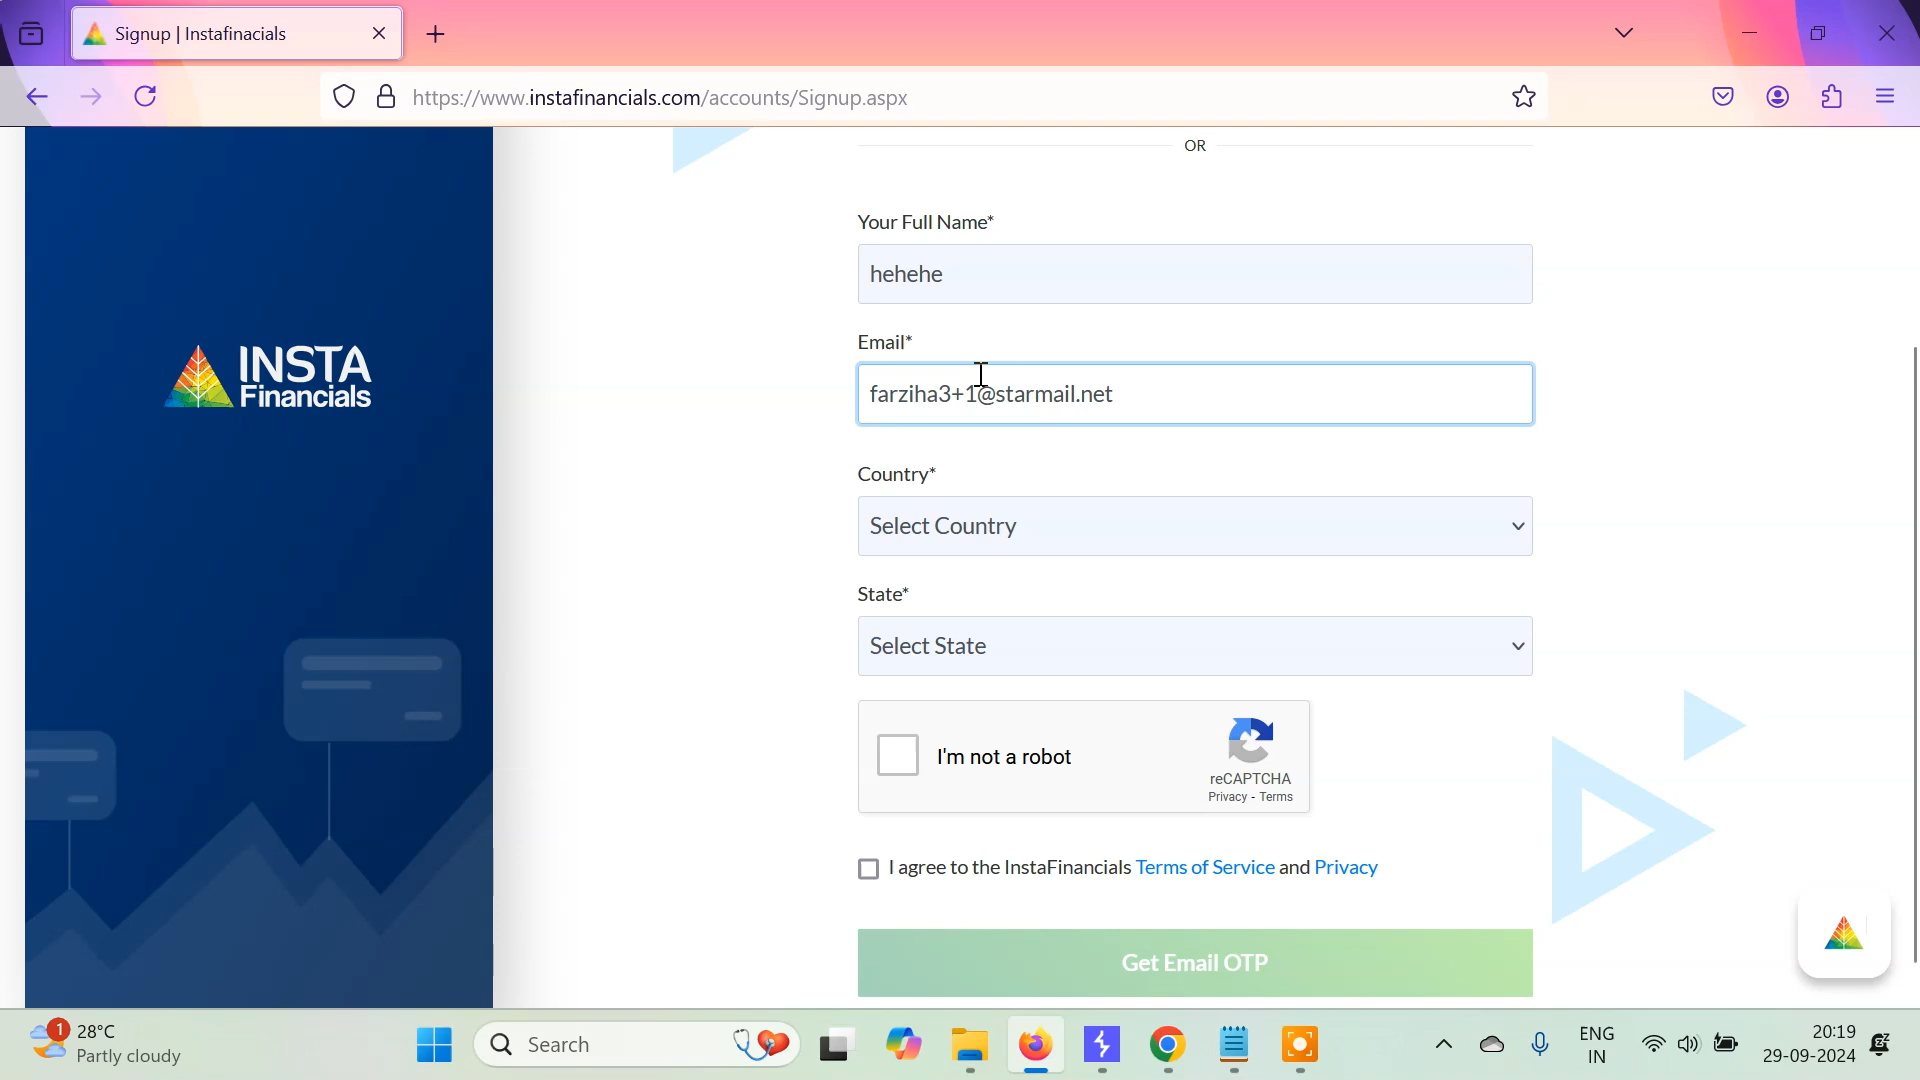 Signup | Instafinacials
https://www.instafinancials.com/accounts/Signup.aspx
OR
Your Full Name*
hehehe
Email*
farziha3+1@starmail.net
Country*
Select Country
State*
Select State
I'm not a robot
reCAPTCHA
Privacy - Terms
I agree to the InstaFinancials Terms of Service and Privacy
Get Email OTP
INSTA
Financials
1
28°C
Partly cloudy
Search
ENG
IN
20:19
29-09-2024